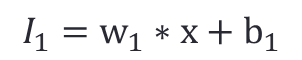 I₁ = w₁ * x + b₁